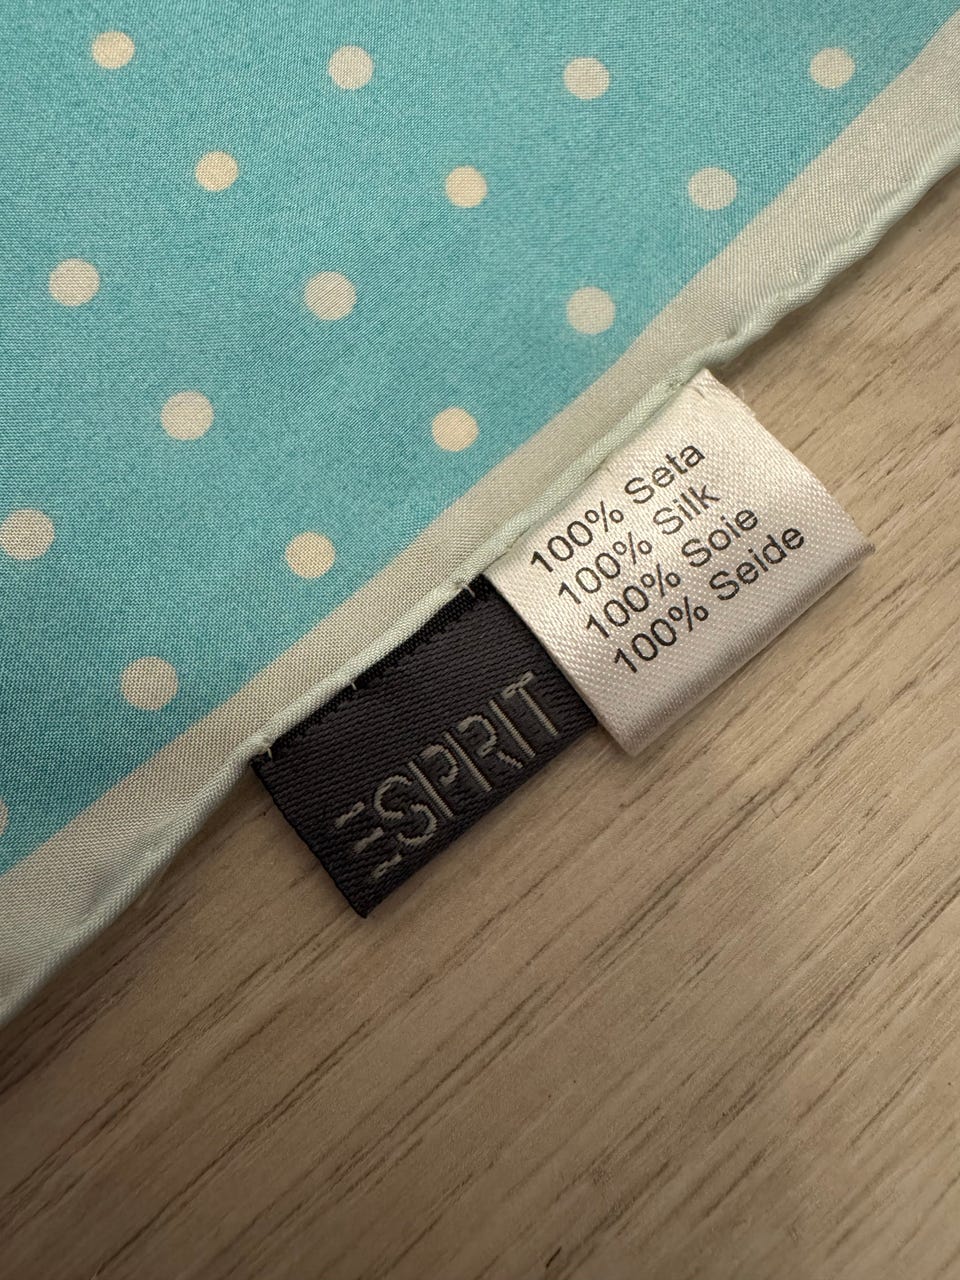 100% Seta
100% Silk
100% Soie
100% Seide
ESPRIT